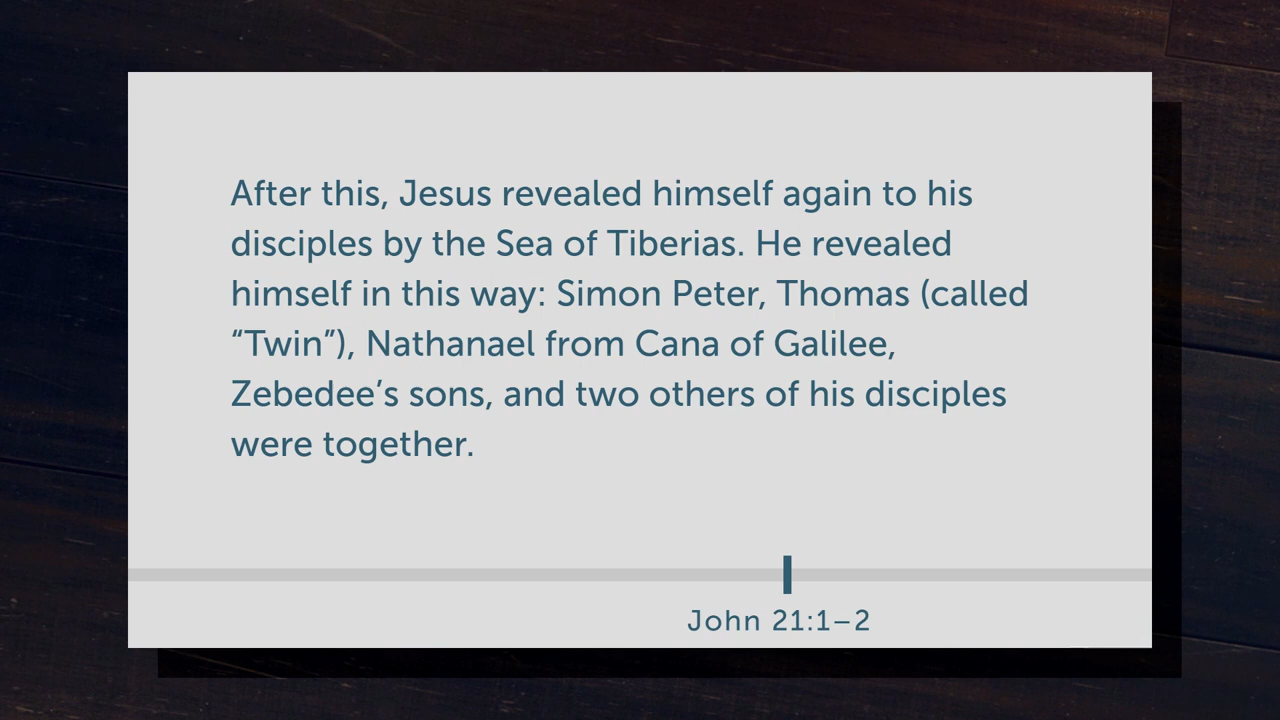 After this, Jesus revealed himself again to his
disciples by the Sea of Tiberias. He revealed
himself in this way: Simon Peter, Thomas (called
“Twin”), Nathanael from Cana of Galilee,
Zebedee’s sons, and two others of his disciples
were together.
John 21:1–2